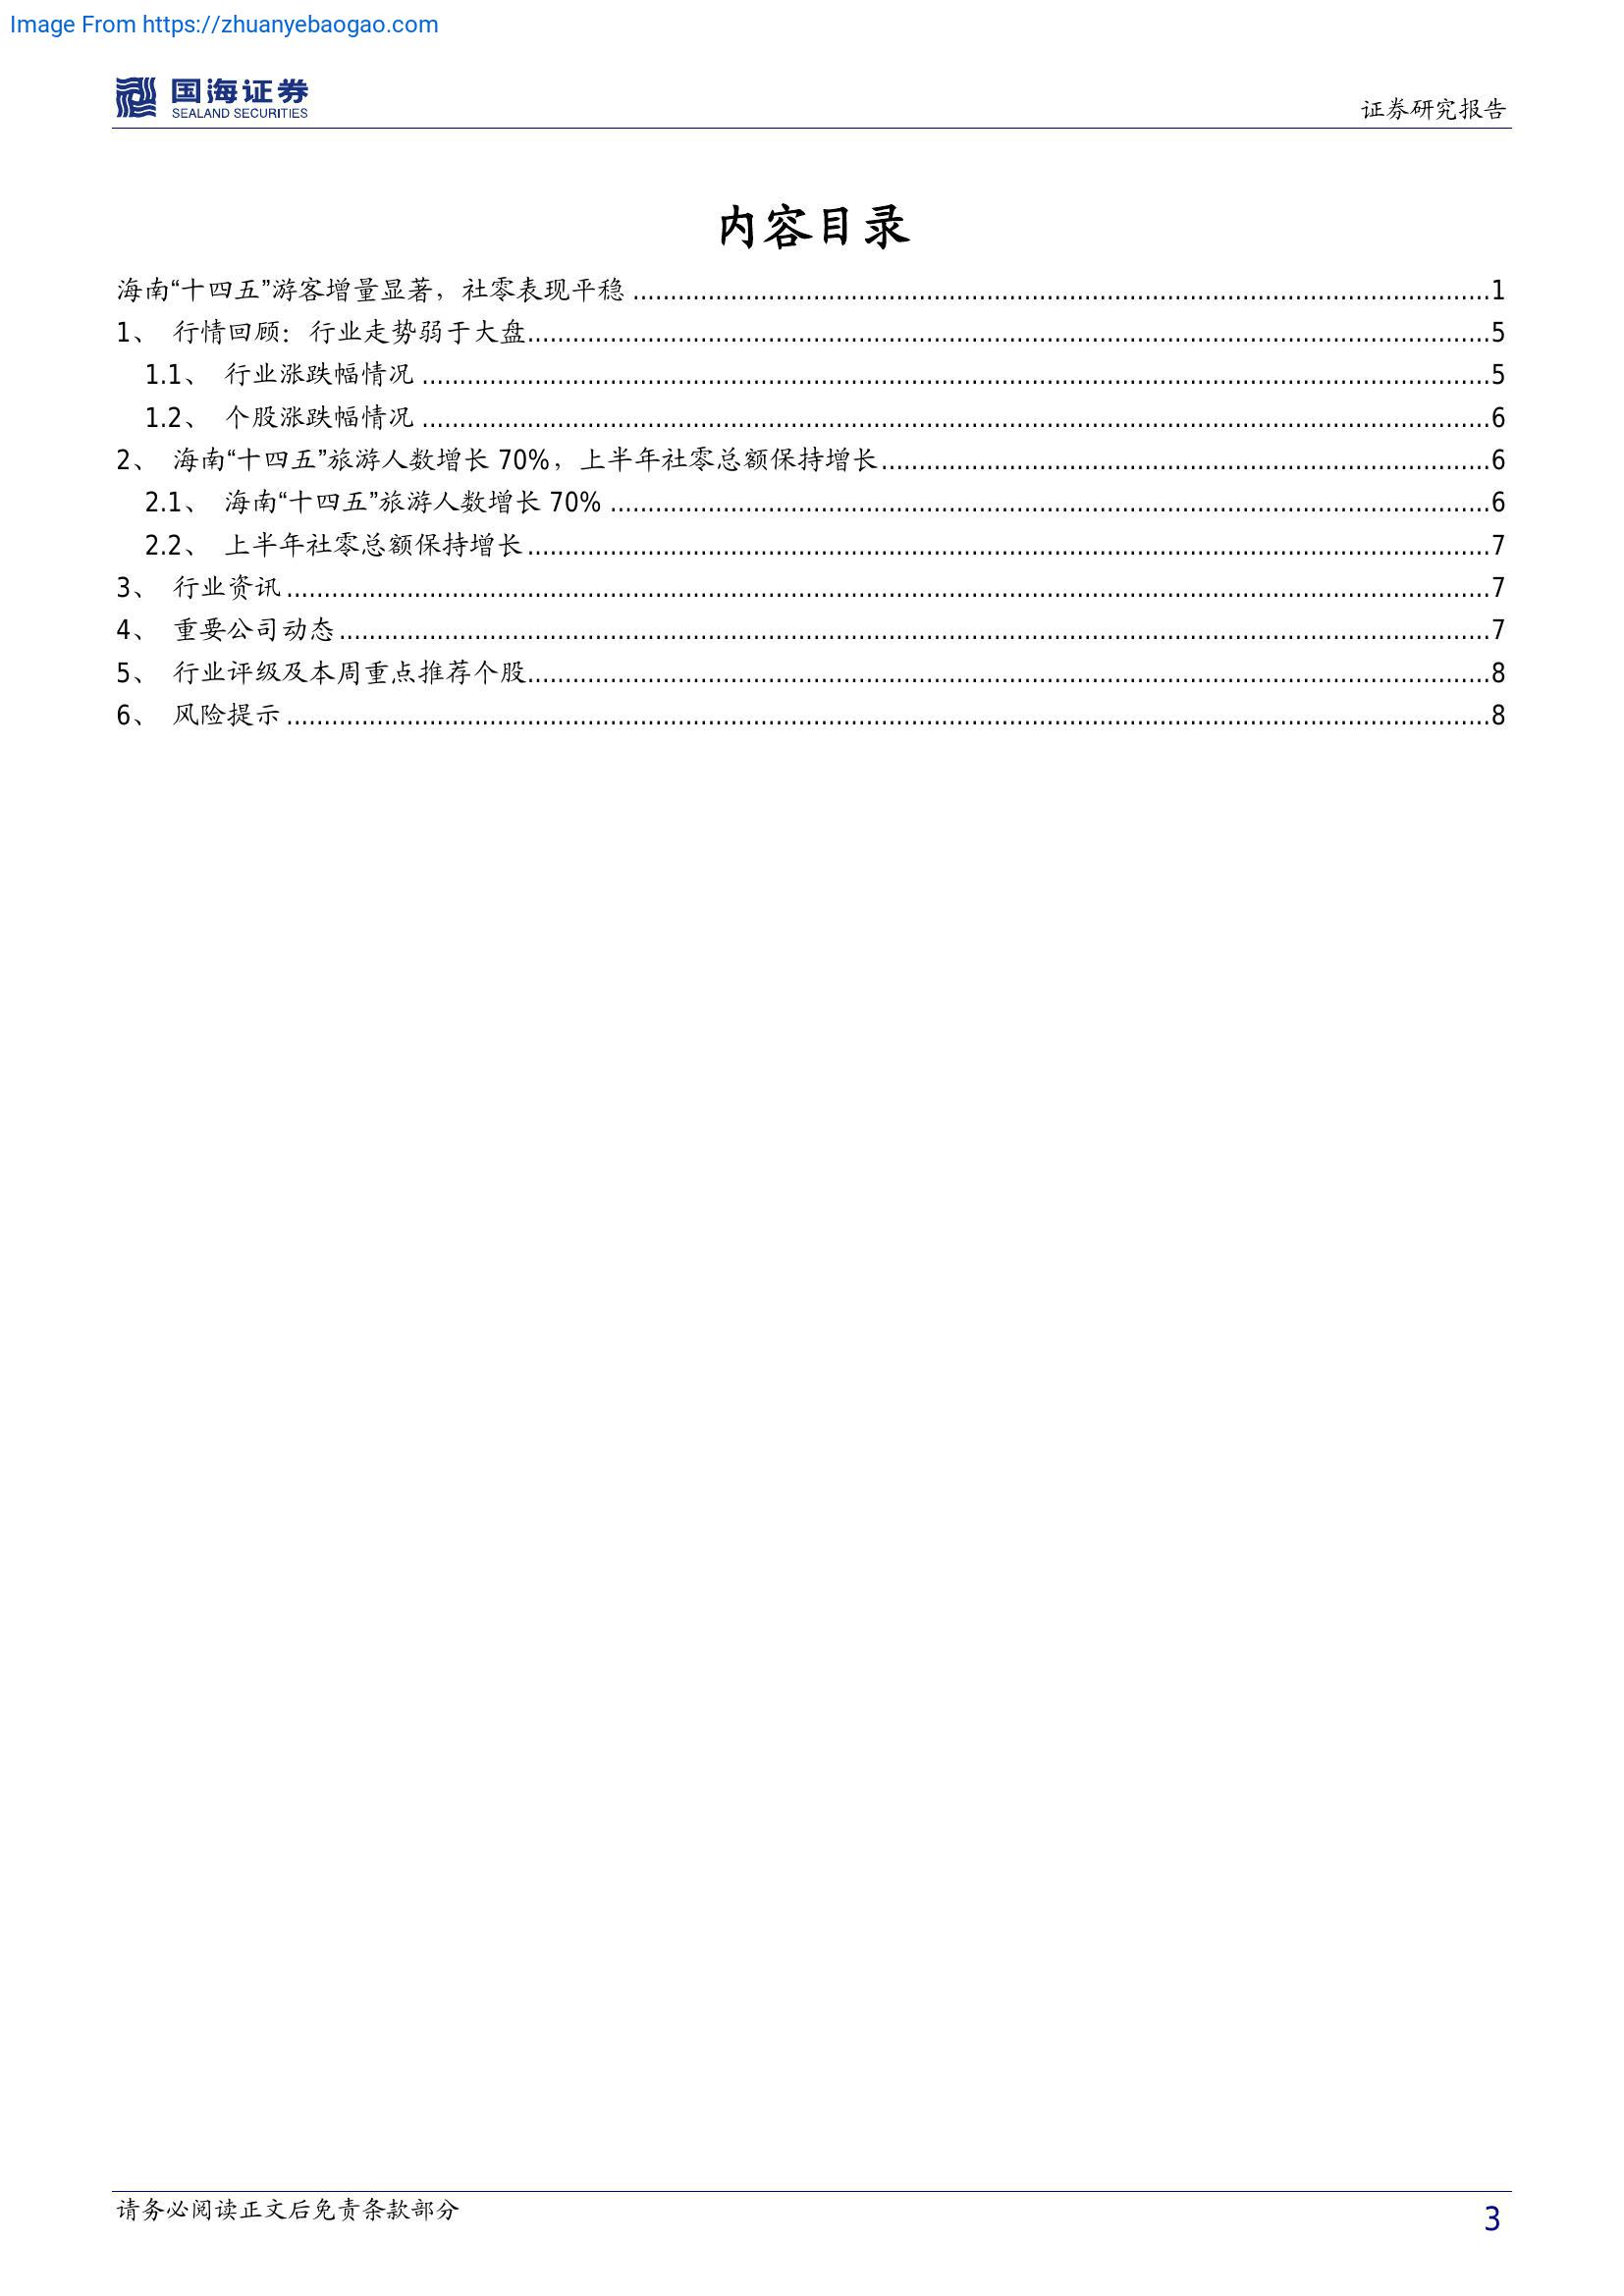 Image From https://zhuanyebaogao.com
国海证券
SEALAND SECURITIES
证券研究报告
内容目录
海南“十四五”游客增量显著，社零表现平稳 ........................................ 1
1、 行情回顾：行业走势弱于大盘........................................ 5
1.1、 行业涨跌幅情况 ........................................ 5
1.2、 个股涨跌幅情况 ........................................ 6
2、 海南“十四五”旅游人数增长 70%，上半年社零总额保持增长........................................ 6
2.1、 海南“十四五”旅游人数增长 70% ........................................ 6
2.2、 上半年社零总额保持增长........................................ 7
3、 行业资讯........................................ 7
4、 重要公司动态........................................ 7
5、 行业评级及本周重点推荐个股........................................ 8
6、 风险提示........................................ 8
请务必阅读正文后免责条款部分
3